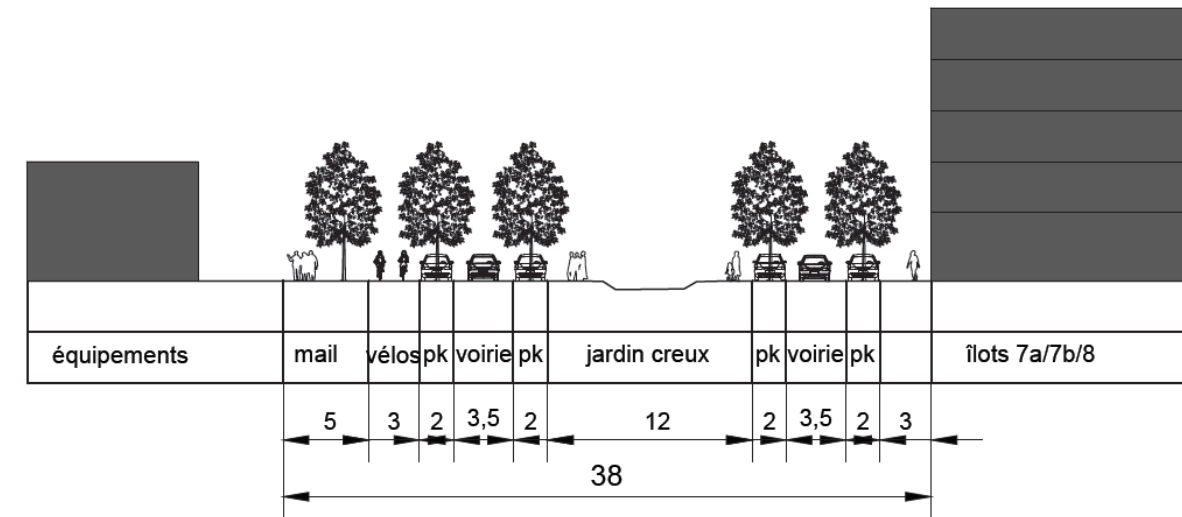 équipements mail vélos pk voirie pk jardin creux pk voirie pk îlots 7a/7b/8
5 3 2 3,5 2 12 2 3,5 2 3
38